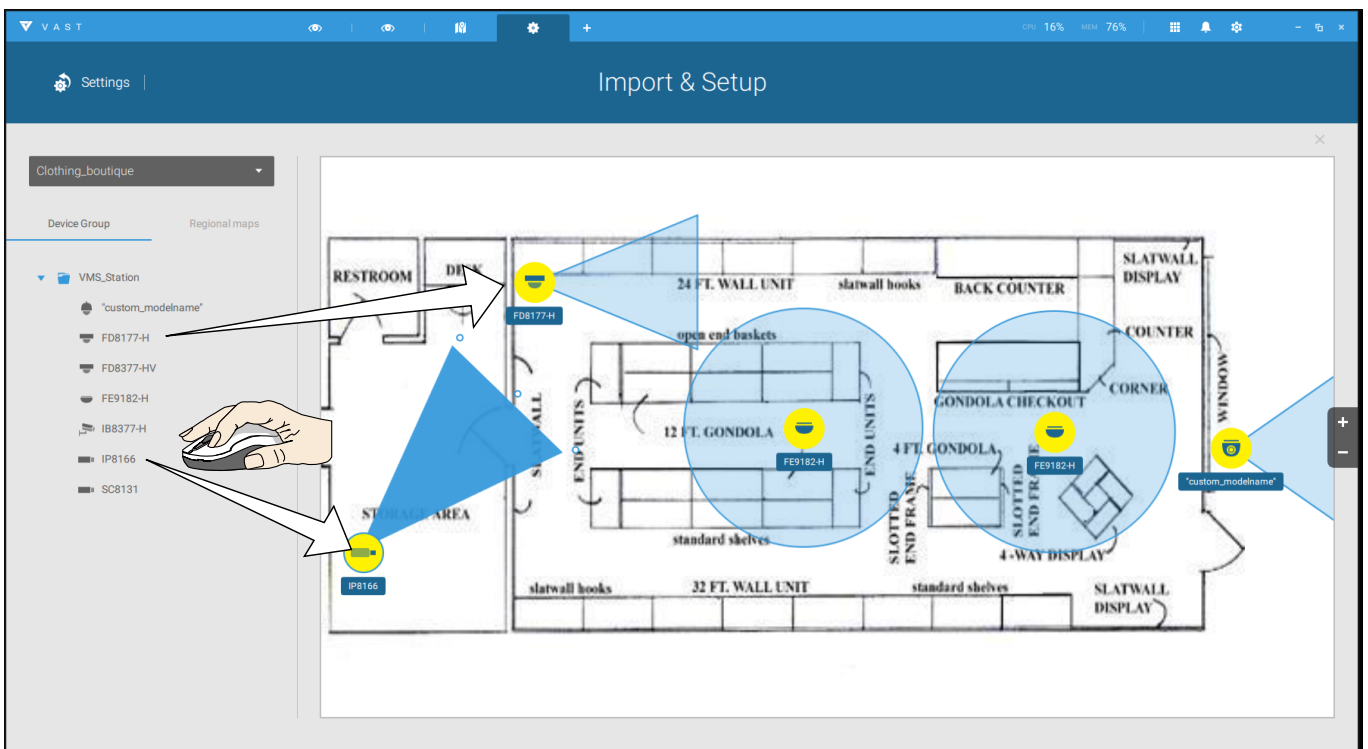 VAST
CPU 16% MEM 76%
Settings
Import & Setup
Clothing_boutique
Device Group
Regional maps
VMS_Station
"custom_modelname"
FD8177-H
FD8377-HV
FE9182-H
IB8377-H
IP8166
SC8131
RESTROOM
STORAGE AREA
IP8166
FD8177-H
24 FT. WALL UNIT
slatwall hooks
BACK COUNTER
SLATWALL
DISPLAY
open end baskets
COUNTER
CORNER
WINDOW
SLATWALL
END UNITS
12 FT. GONDOLA
FE9182-H
END UNITS
GONDOLA CHECKOUT
FE9182-H
4 FT. GONDOLA
SLOTTED
END FRAME
SLOTTED
END FRAME
"custom_modelname"
standard shelves
4-WAY DISPLAY
slatwall hooks
32 FT. WALL UNIT
standard shelves
SLATWALL
DISPLAY